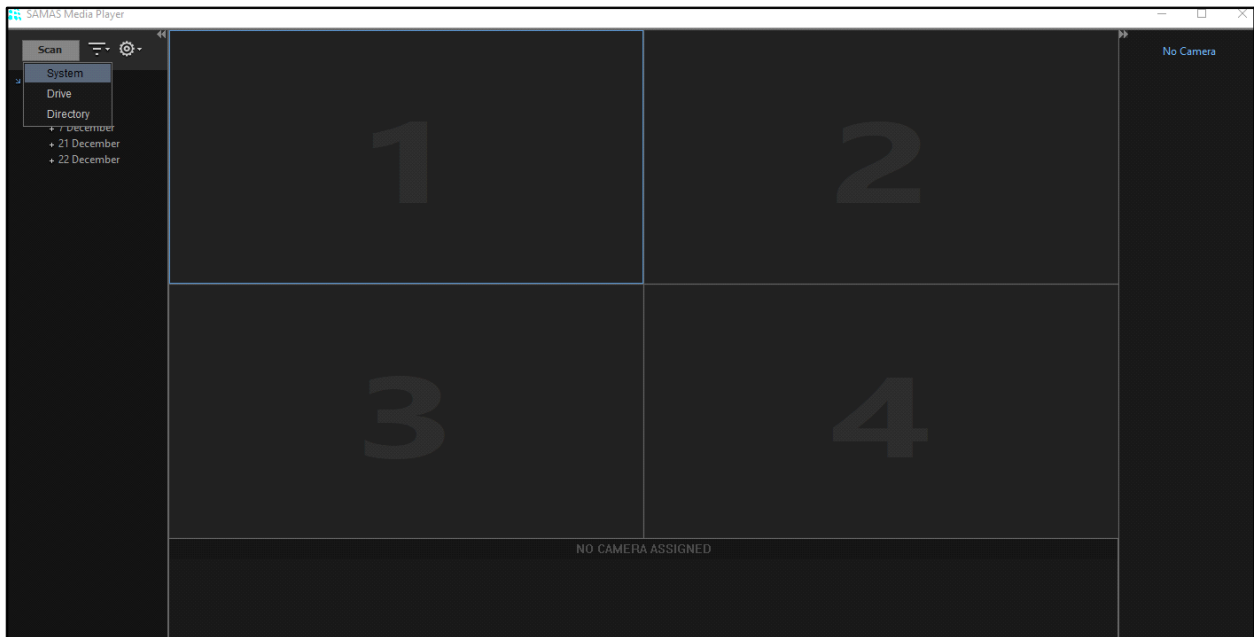 SAMAS Media Player
Scan
No Camera
System
Drive
Directory
+ 7 December
+ 21 December
+ 22 December
1
2
3
4
NO CAMERA ASSIGNED